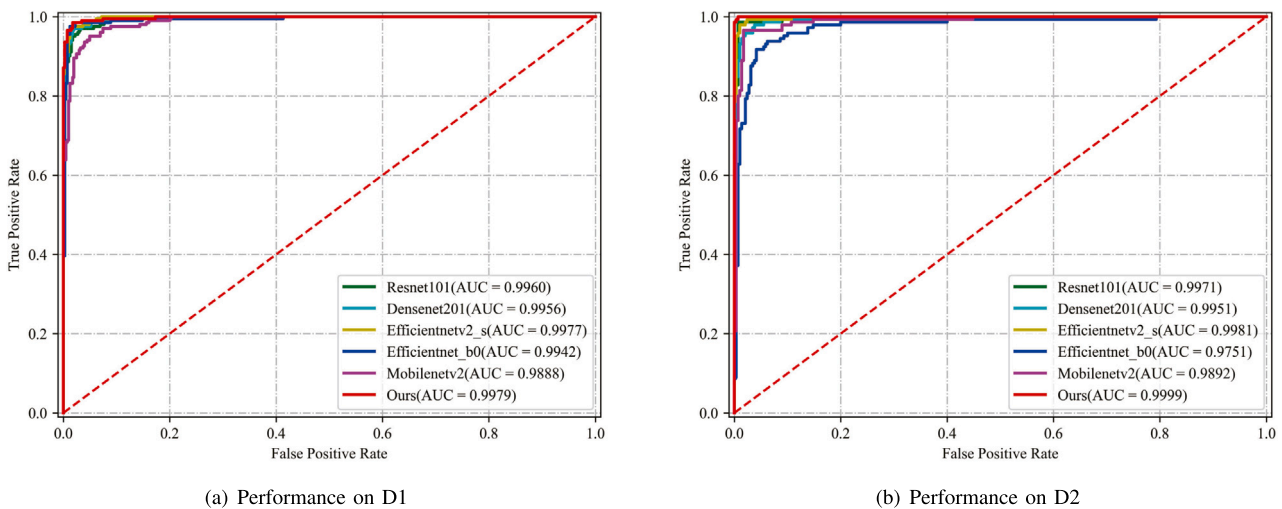 1.0
0.8
0.6
0.4
0.2
0.0
True Positive Rate
Resnet101(AUC = 0.9960)
Densenet201(AUC = 0.9956)
Efficientnetv2_s(AUC = 0.9977)
Efficientnet_b0(AUC = 0.9942)
Mobilenetv2(AUC = 0.9888)
Ours(AUC = 0.9979)
0.0 0.2 0.4 0.6 0.8 1.0
False Positive Rate
(a) Performance on D1
1.0
0.8
0.6
0.4
0.2
0.0
True Positive Rate
Resnet101(AUC = 0.9971)
Densenet201(AUC = 0.9951)
Efficientnetv2_s(AUC = 0.9981)
Efficientnet_b0(AUC = 0.9751)
Mobilenetv2(AUC = 0.9892)
Ours(AUC = 0.9999)
0.0 0.2 0.4 0.6 0.8 1.0
False Positive Rate
(b) Performance on D2